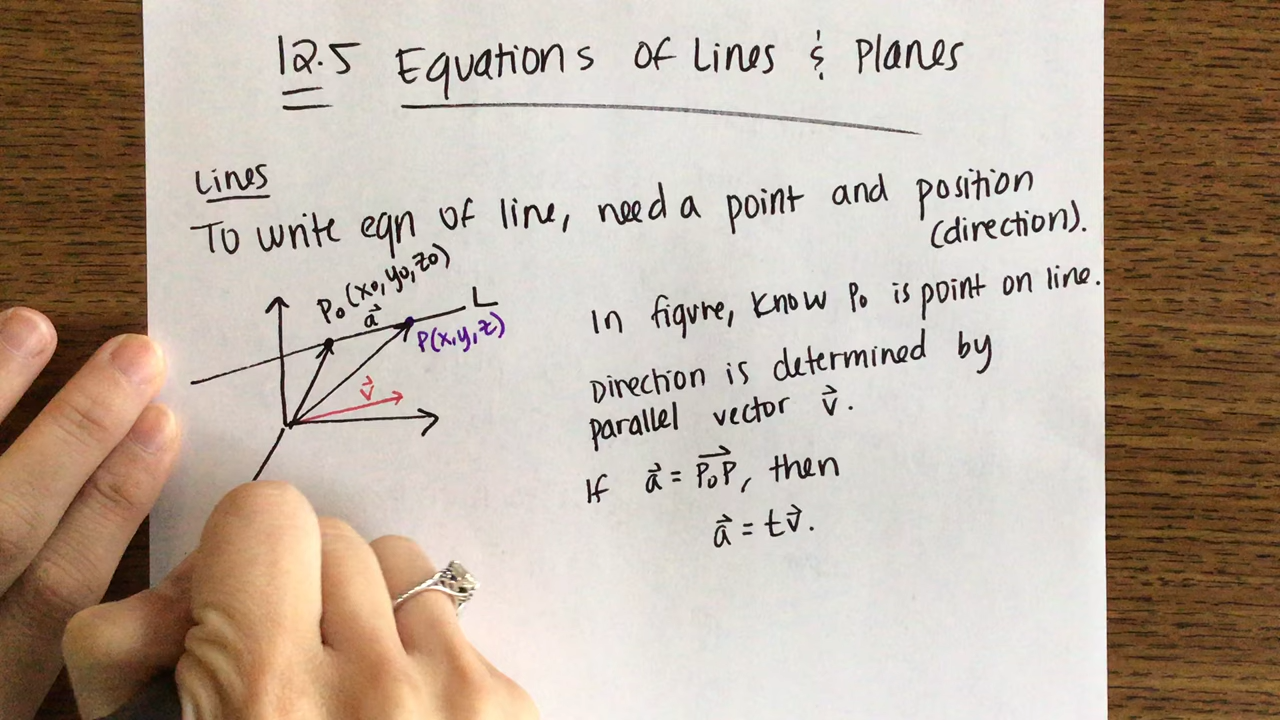 12.5 Equations of Lines & Planes
Lines
To write eqn of line, need a point and position
(direction).
P₀(x₀,y₀,z₀)
a⃗
L
P(x,y,z)
v⃗
In figure, know P₀ is point on line.
Direction is determined by
parallel vector v⃗.
If a⃗ = P₀P⃗, then
a⃗ = tv⃗.